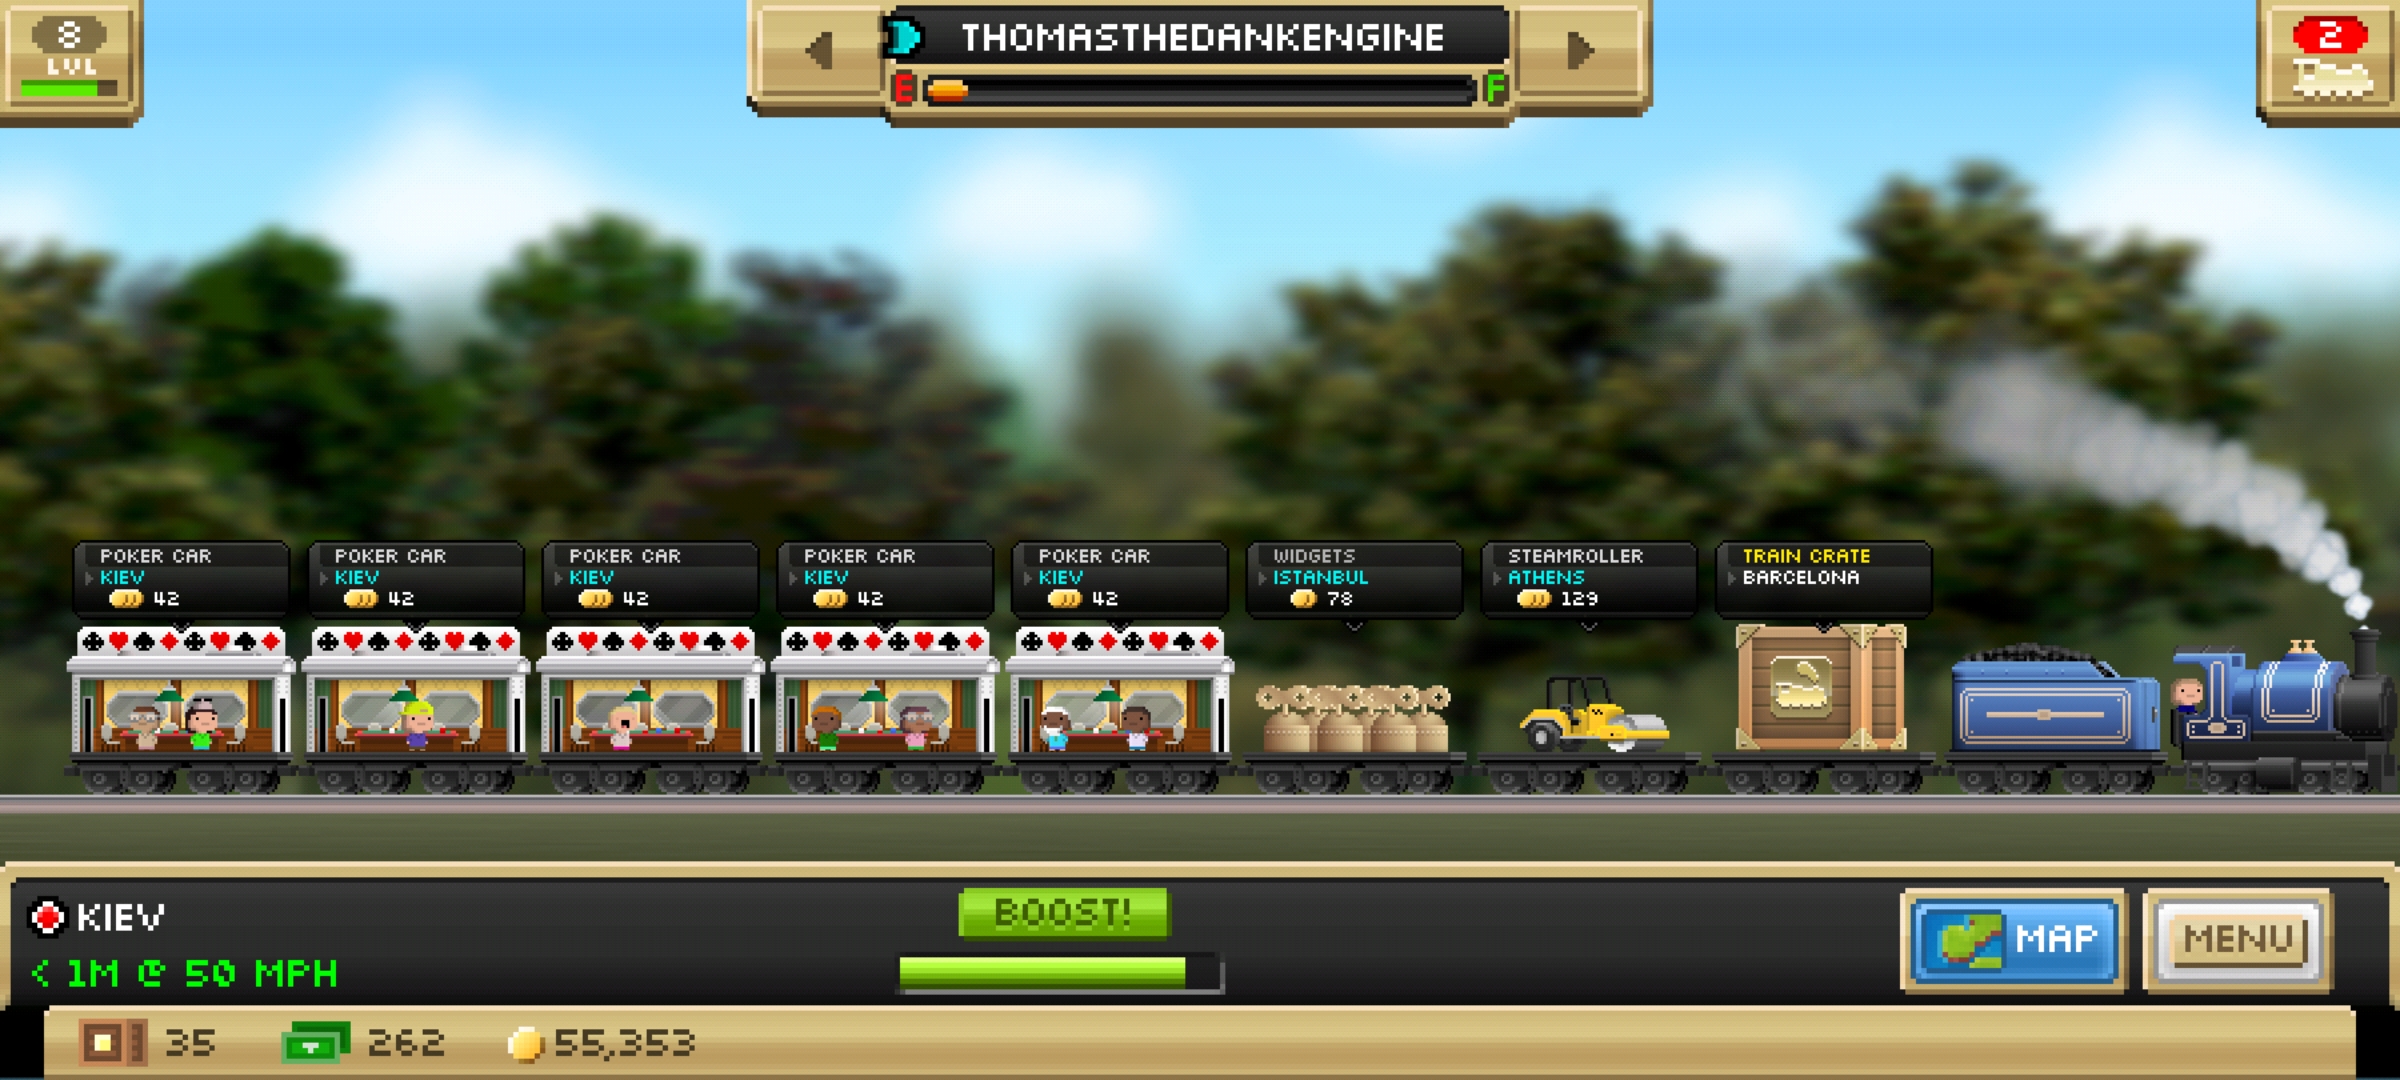 8
LVL
THOMASTHEDANKENGINE
E F
2
POKER CAR
KIEV
42
POKER CAR
KIEV
42
POKER CAR
KIEV
42
POKER CAR
KIEV
42
POKER CAR
KIEV
42
WIDGETS
ISTANBUL
78
STEAMROLLER
ATHENS
129
TRAIN CRATE
BARCELONA
KIEV
< 1M @ 50 MPH
BOOST!
MAP
MENU
35
262
55,353